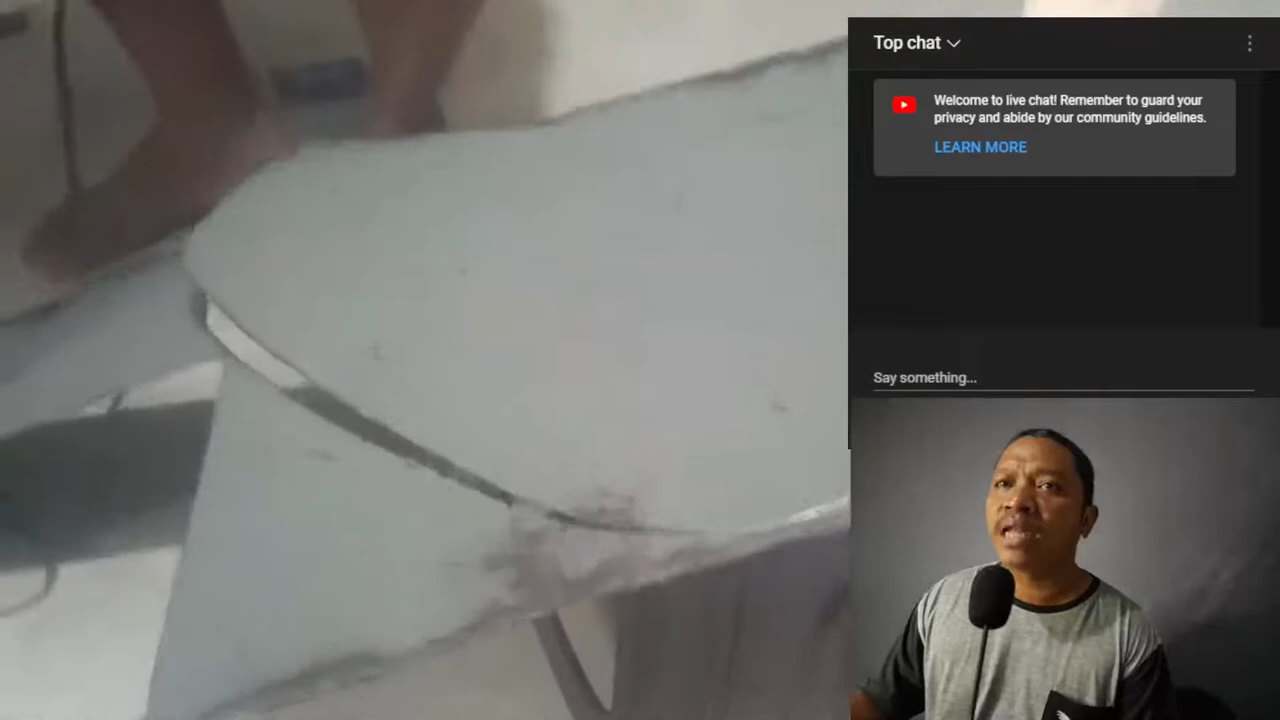 Top chat
Welcome to live chat! Remember to guard your
privacy and abide by our community guidelines.
LEARN MORE
Say something...